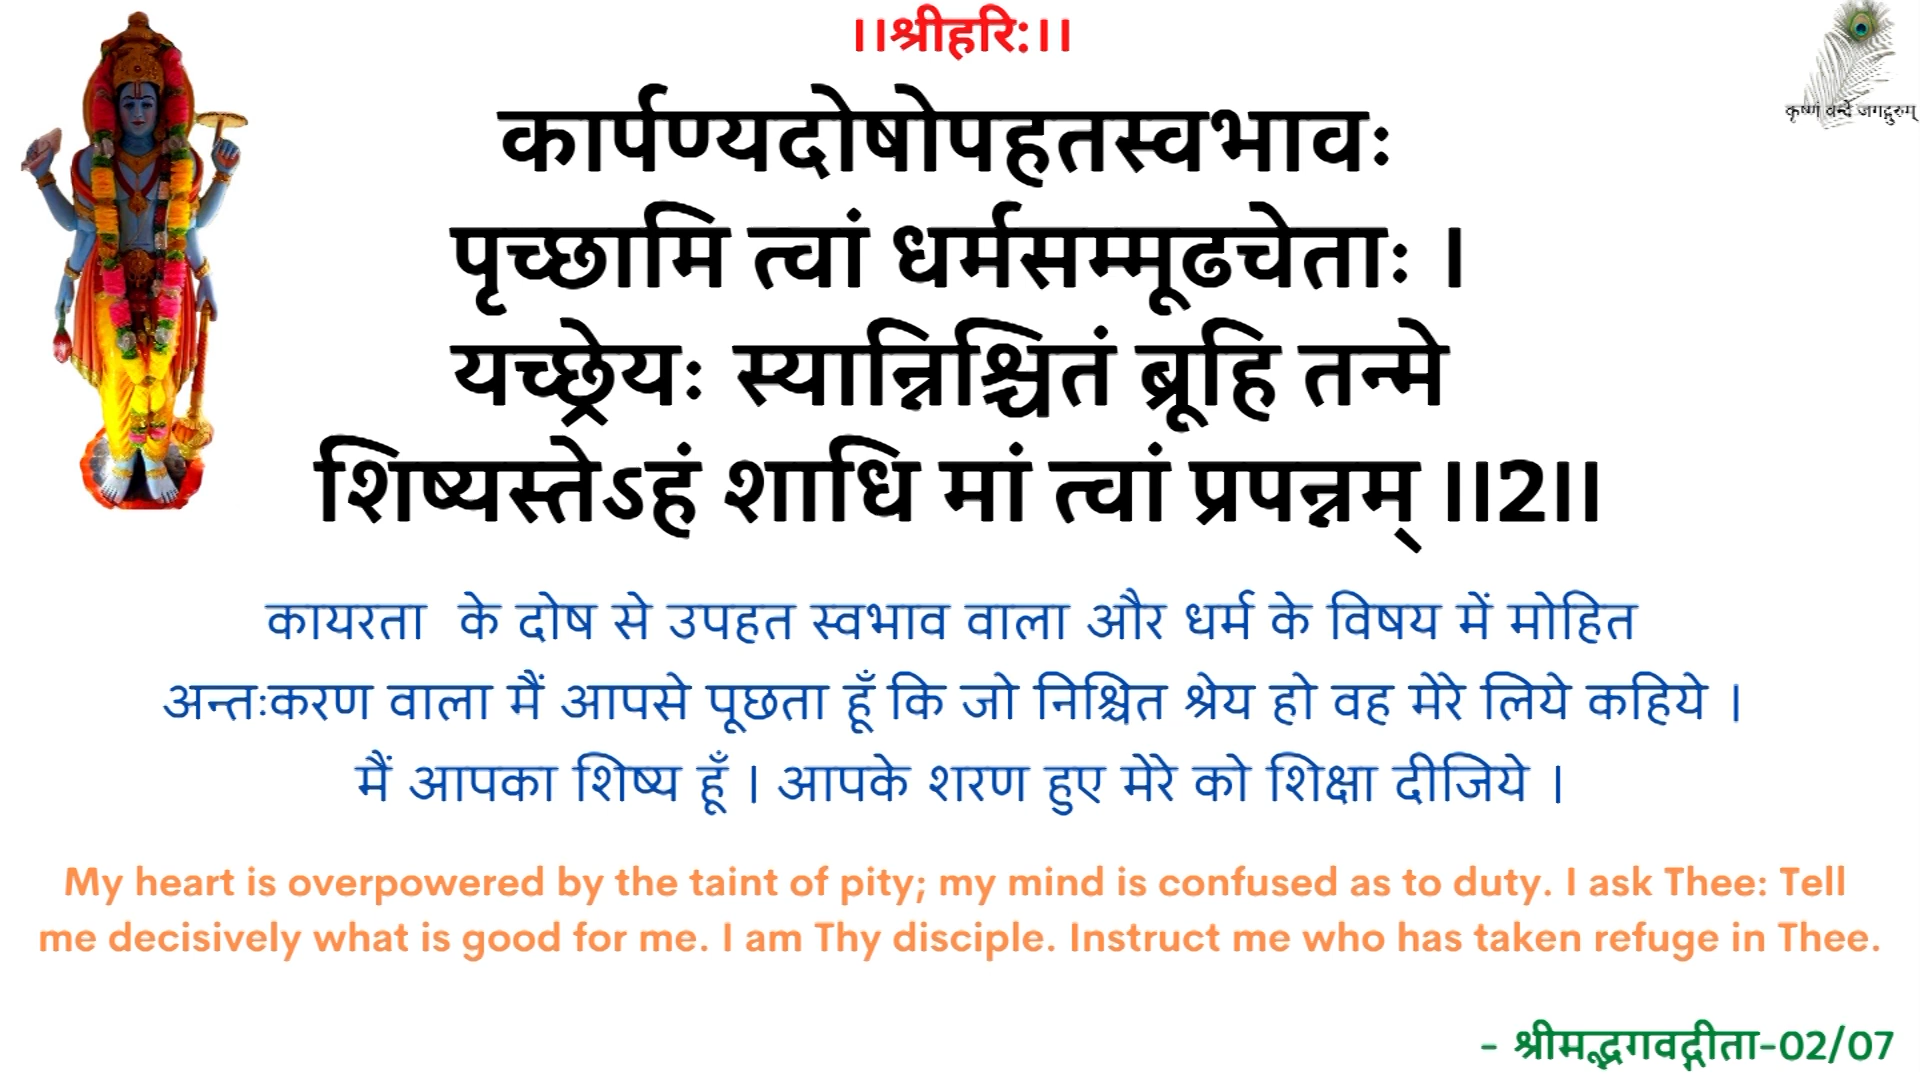 ।।श्रीहरि:।।
कृष्णं वन्दे जगद्गुरुम्
कार्पण्यदोषोपहतस्वभावः
पृच्छामि त्वां धर्मसम्मूढचेताः ।
यच्छ्रेयः स्यान्निश्चितं ब्रूहि तन्मे
शिष्यस्तेऽहं शाधि मां त्वां प्रपन्नम् ।।2।।
कायरता के दोष से उपहत स्वभाव वाला और धर्म के विषय में मोहित
अन्तःकरण वाला मैं आपसे पूछता हूँ कि जो निश्चित श्रेय हो वह मेरे लिये कहिये ।
मैं आपका शिष्य हूँ । आपके शरण हुए मेरे को शिक्षा दीजिये ।
My heart is overpowered by the taint of pity; my mind is confused as to duty. I ask Thee: Tell
me decisively what is good for me. I am Thy disciple. Instruct me who has taken refuge in Thee.
- श्रीमद्भगवद्गीता-02/07